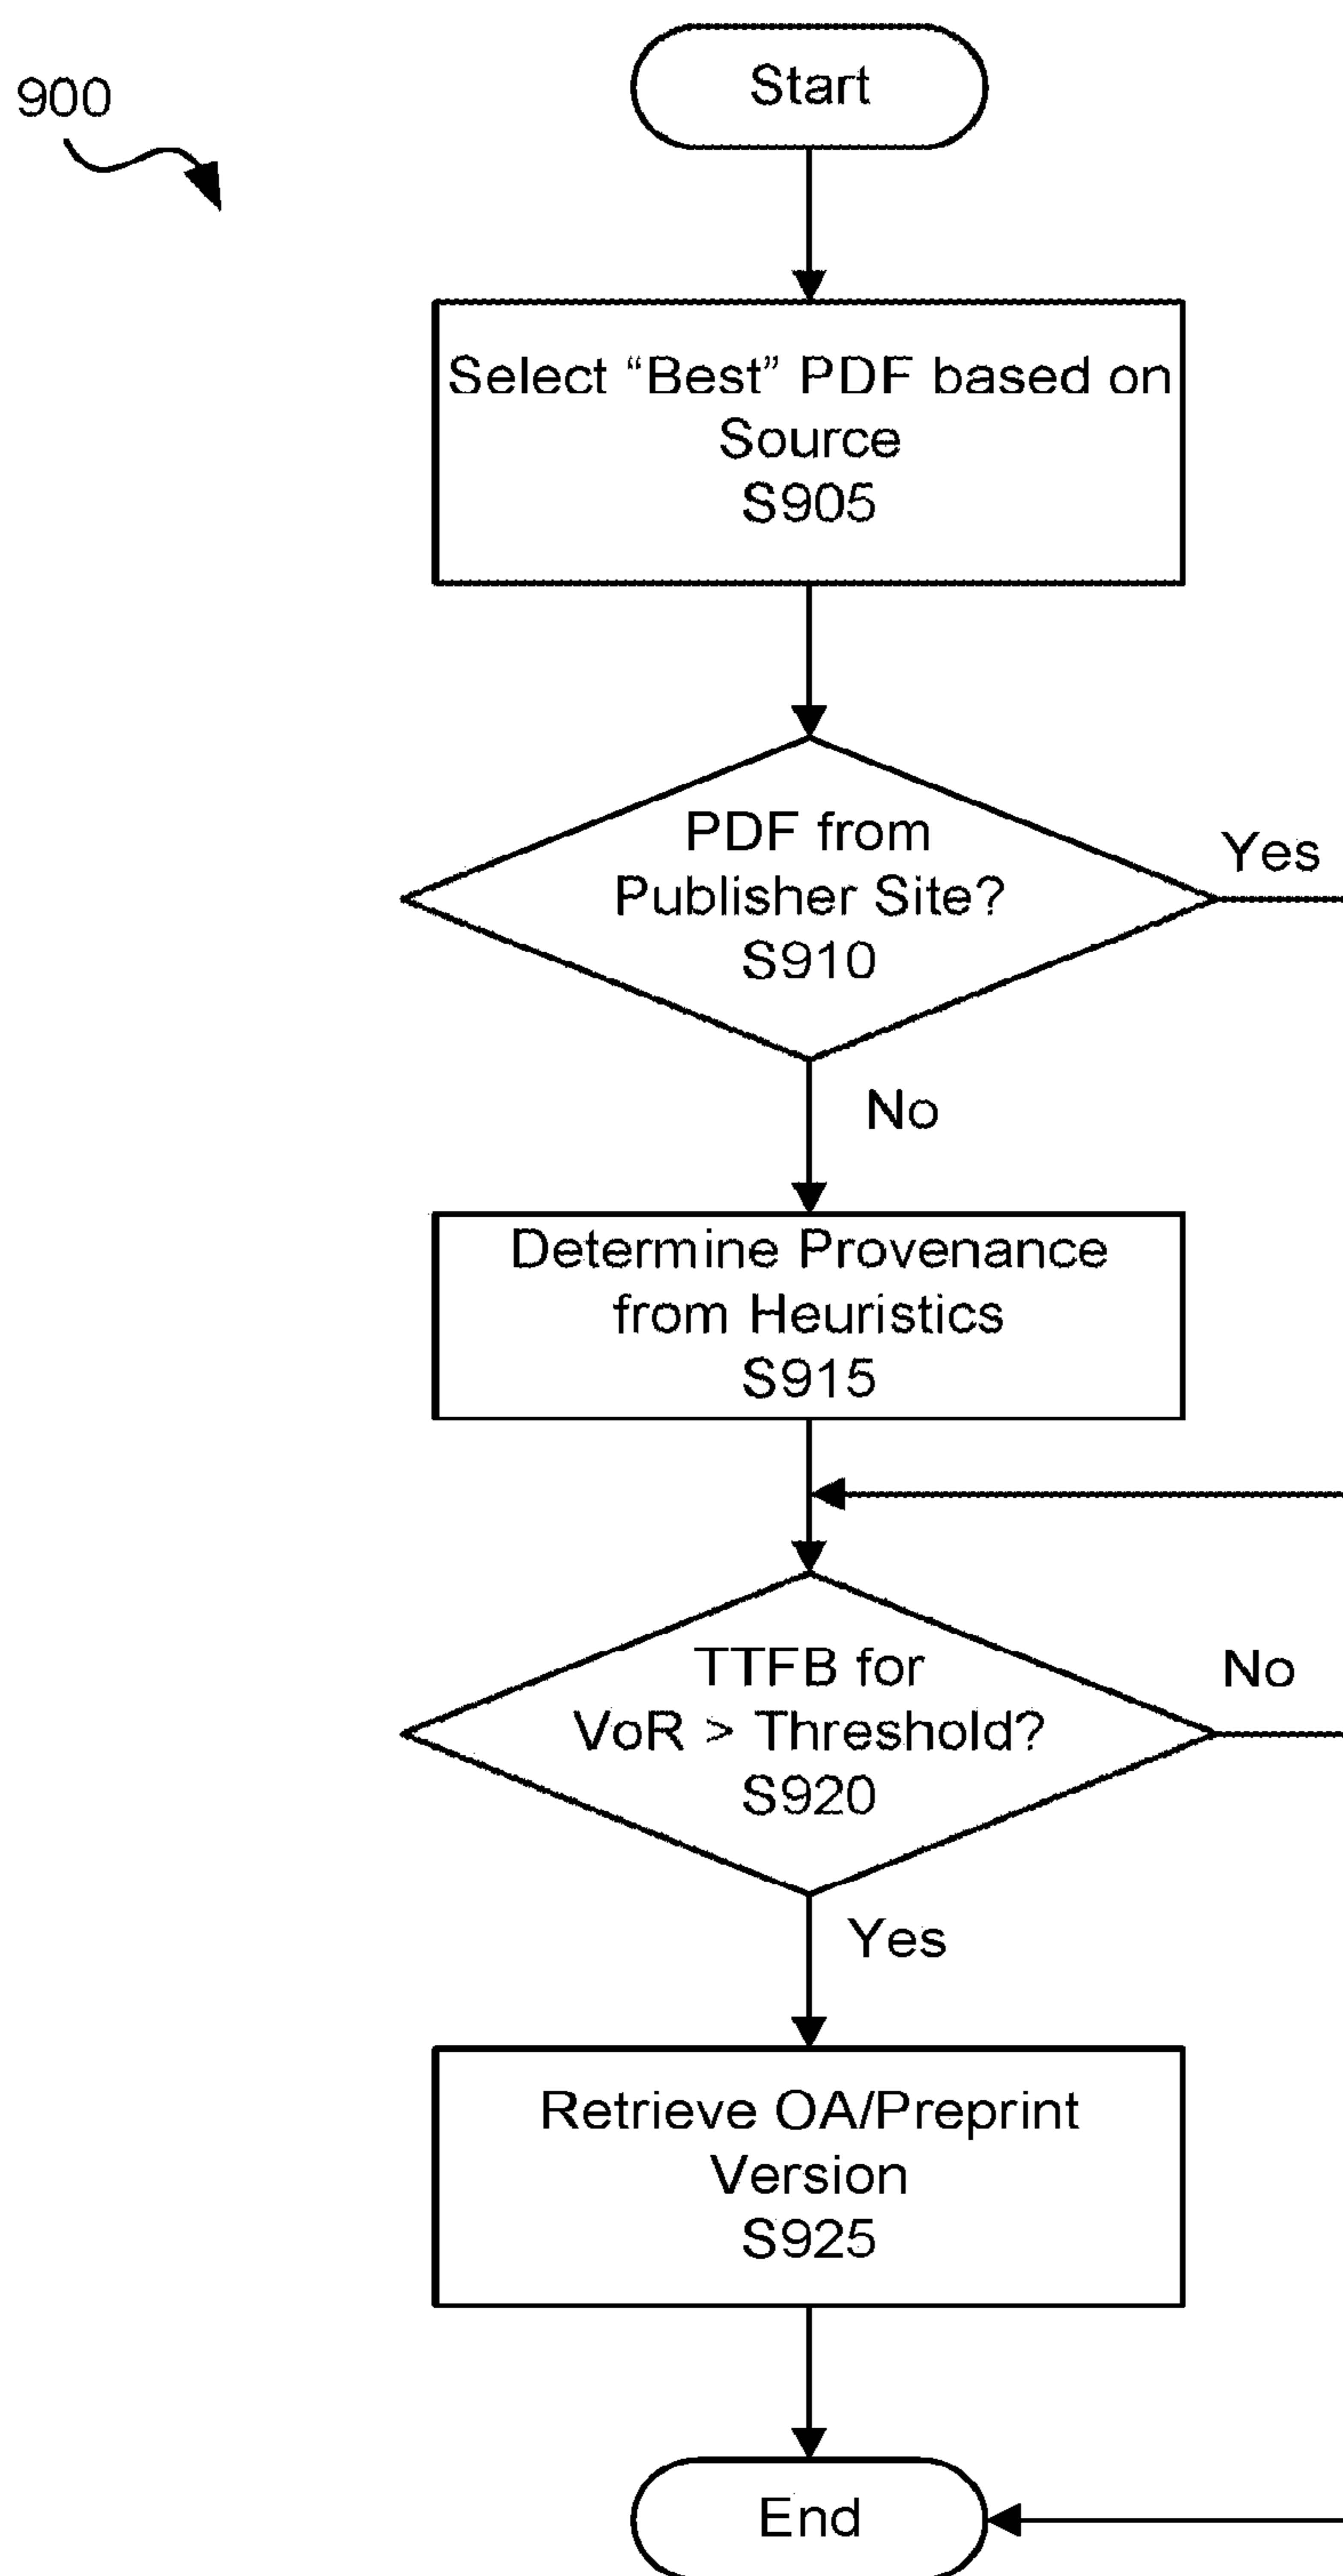 900
Start
Select “Best” PDF based on
Source
S905
PDF from
Publisher Site?
S910
Yes
No
Determine Provenance
from Heuristics
S915
TTFB for
VoR > Threshold?
S920
No
Yes
Retrieve OA/Preprint
Version
S925
End